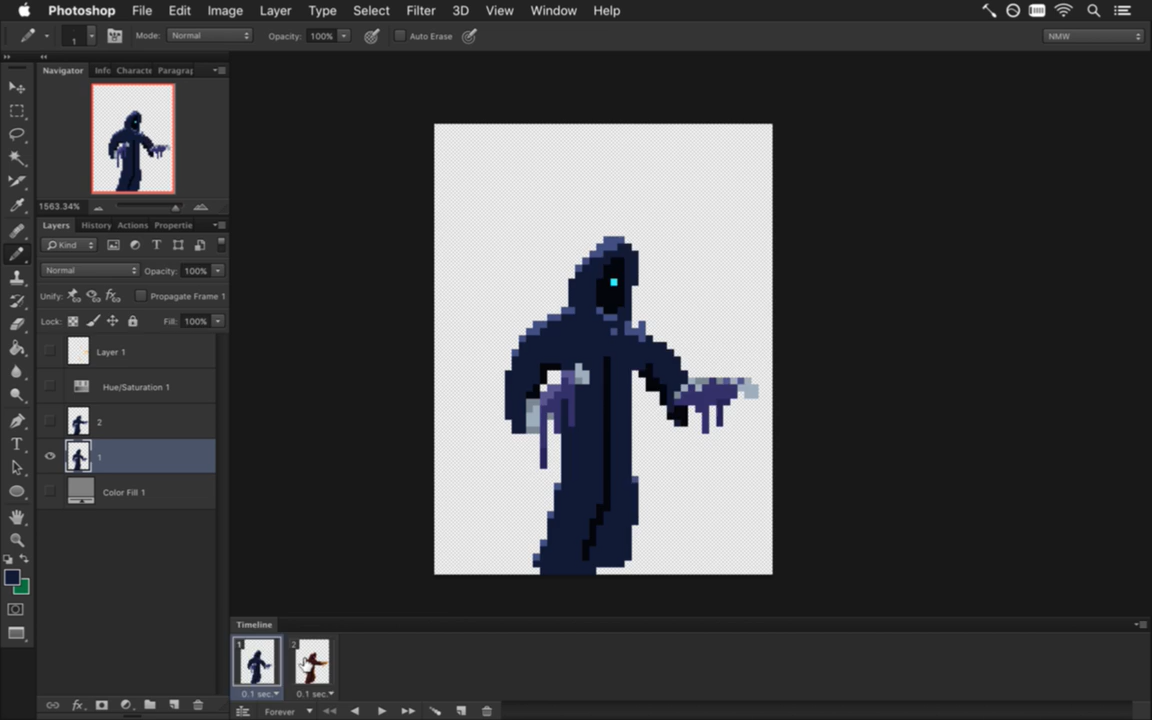 Photoshop File Edit Image Layer Type Select Filter 3D View Window Help
1 Mode: Normal Opacity: 100% Auto Erase NMW
Navigator Info Characte Paragrap
1563.34%
Layers History Actions Propertie
Kind
Normal Opacity: 100%
Unify: Propagate Frame 1
Lock: Fill: 100%
Layer 1
Hue/Saturation 1
2
1
Color Fill 1
Timeline
1 2
0.1 sec. 0.1 sec.
Forever